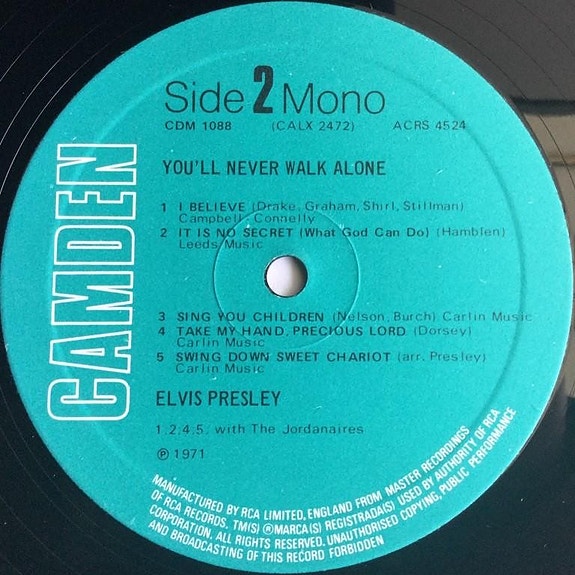 Side 2 Mono
CDM 1088 (CALX 2472) ACRS 4524
YOU'LL NEVER WALK ALONE
1 I BELIEVE (Drake, Graham, Shirl, Stillman)
Campbell, Connelly
2 IT IS NO SECRET (What God Can Do) (Hamblen)
Leeds Music
3 SING YOU CHILDREN (Nelson, Burch) Carlin Music
4 TAKE MY HAND, PRECIOUS LORD (Dorsey)
Carlin Music
5 SWING DOWN SWEET CHARIOT (arr. Presley)
Carlin Music
ELVIS PRESLEY
1.2.4.5. with The Jordanaires
℗ 1971
CAMDEN
MANUFACTURED BY RCA LIMITED, ENGLAND FROM MASTER RECORDINGS
OF RCA RECORDS, TM(S) ® MARCA(S) REGISTRADA(S) USED BY AUTHORITY OF RCA
CORPORATION. ALL RIGHTS RESERVED. UNAUTHORISED COPYING, PUBLIC PERFORMANCE
AND BROADCASTING OF THIS RECORD FORBIDDEN